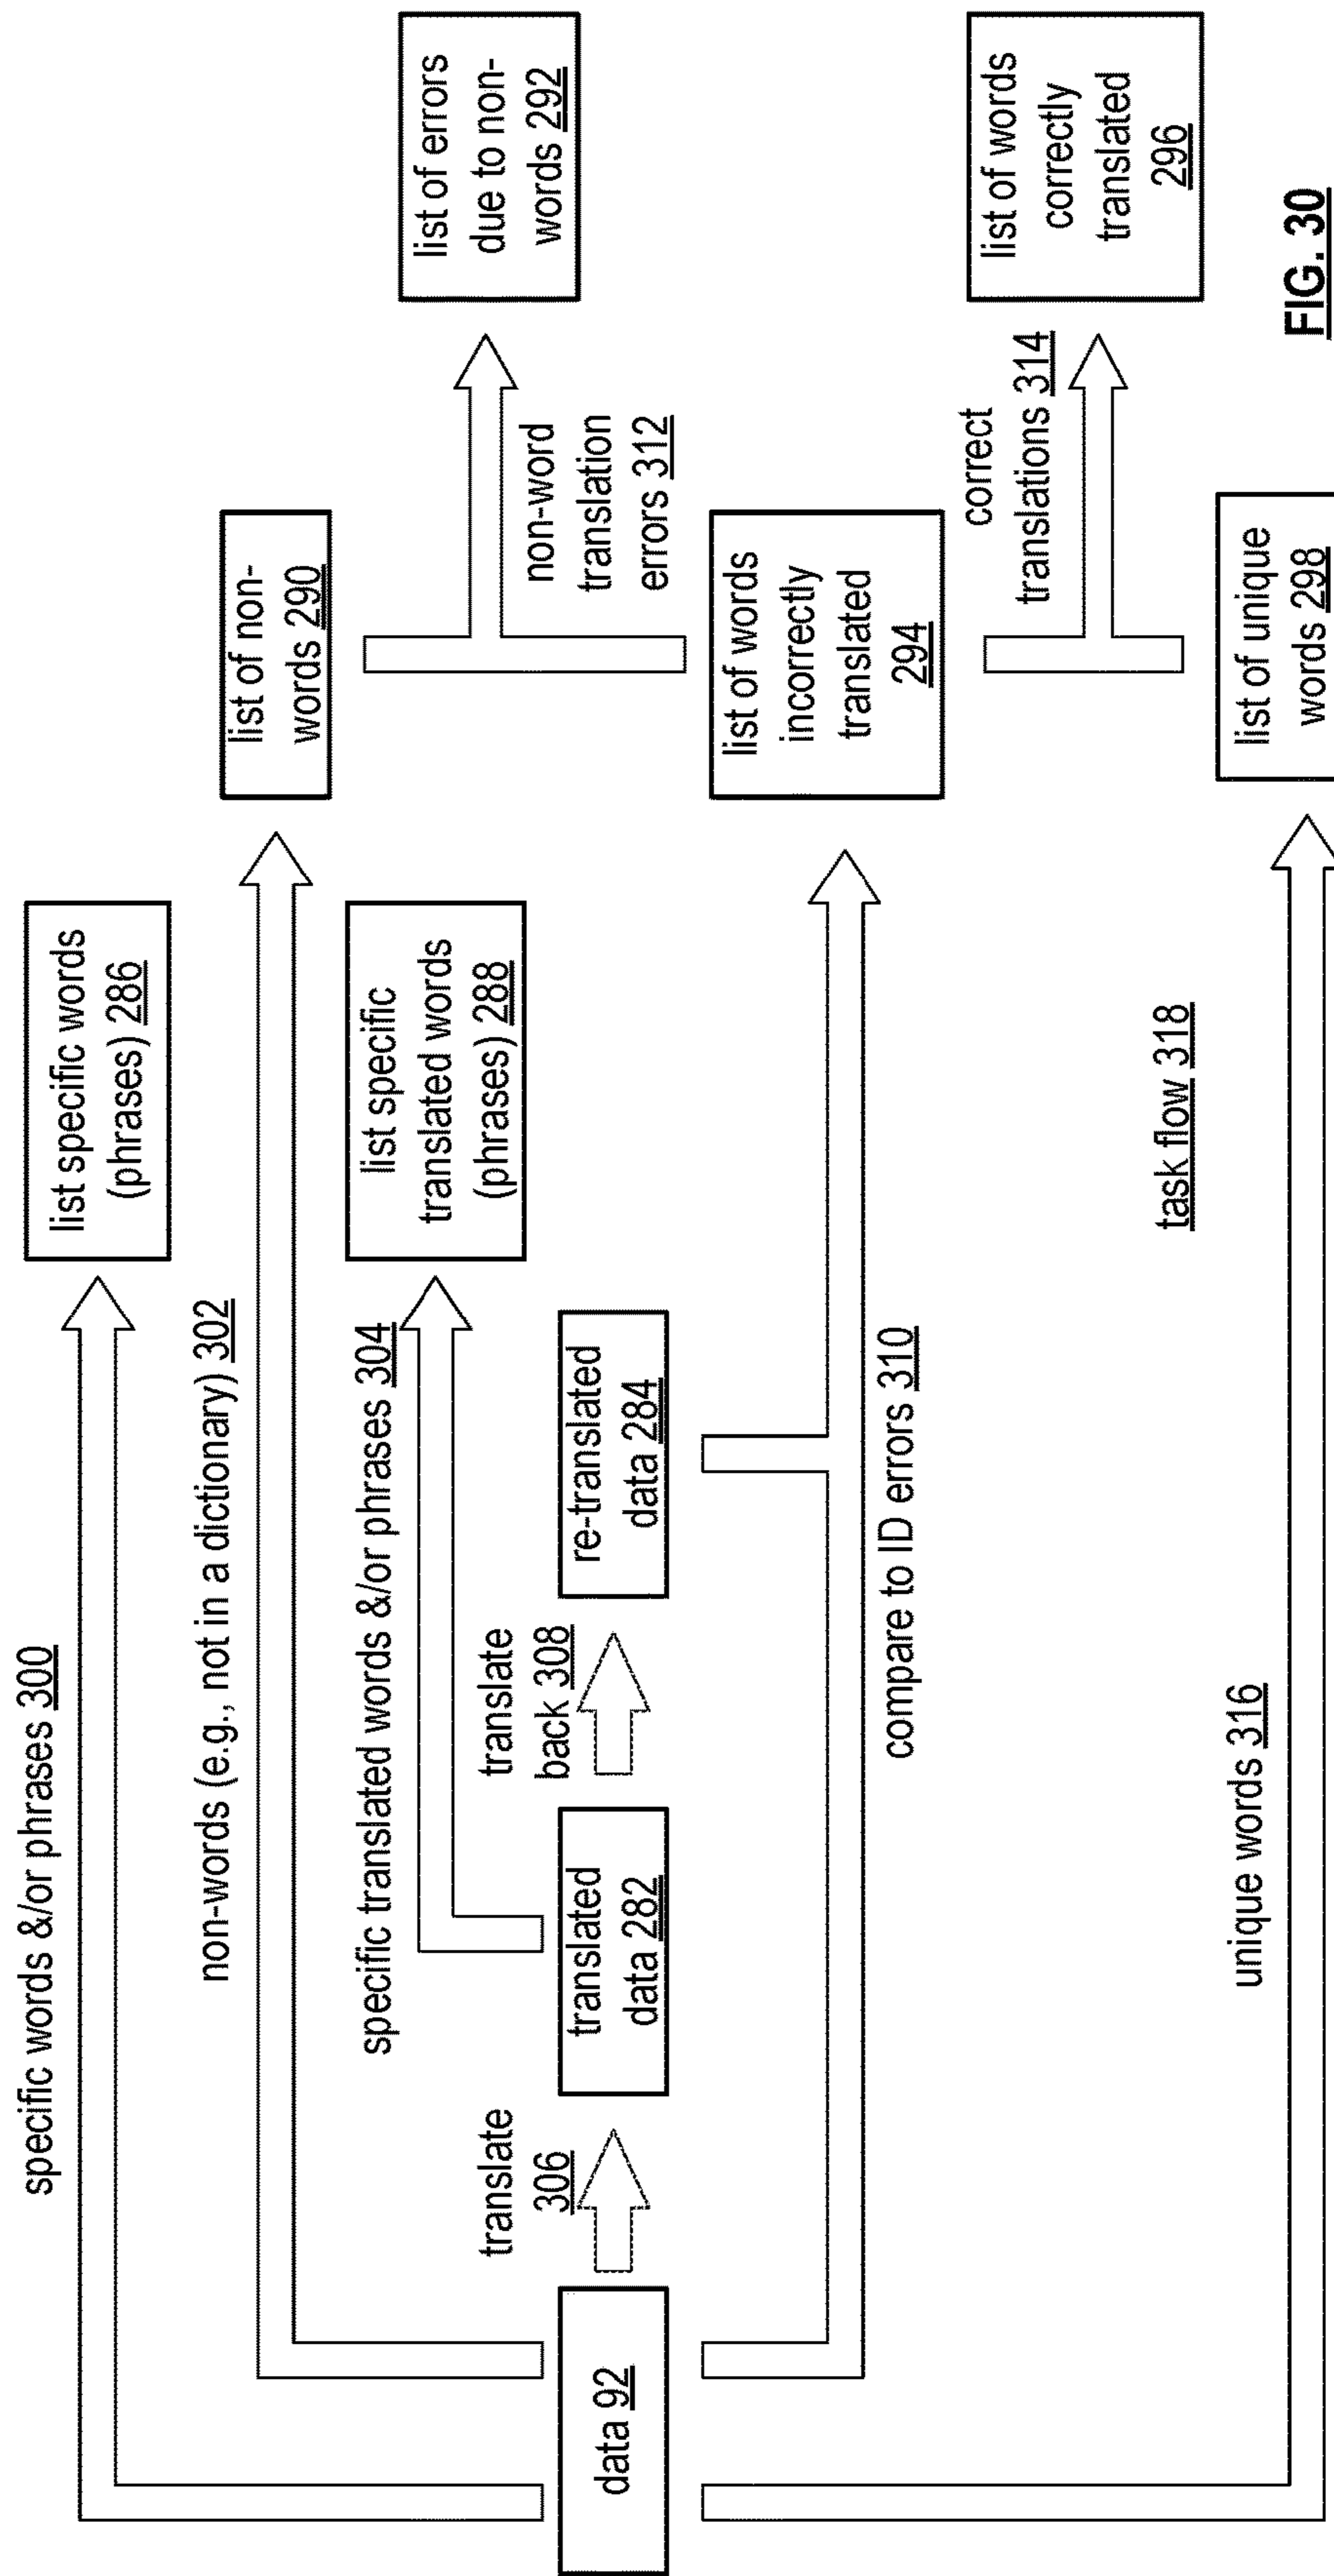 specific words &/or phrases 300
list specific words
(phrases) 286
non-words (e.g., not in a dictionary) 302
list of non-
words 290
list of errors
due to non-
words 292
specific translated words &/or phrases 304
list specific
translated words
(phrases) 288
non-word
translation
errors 312
data 92
translate
306
translated
data 282
translate
back 308
re-translated
data 284
compare to ID errors 310
list of words
incorrectly
translated
294
correct
translations 314
list of words
correctly
translated
296
task flow 318
unique words 316
list of unique
words 298
FIG. 30